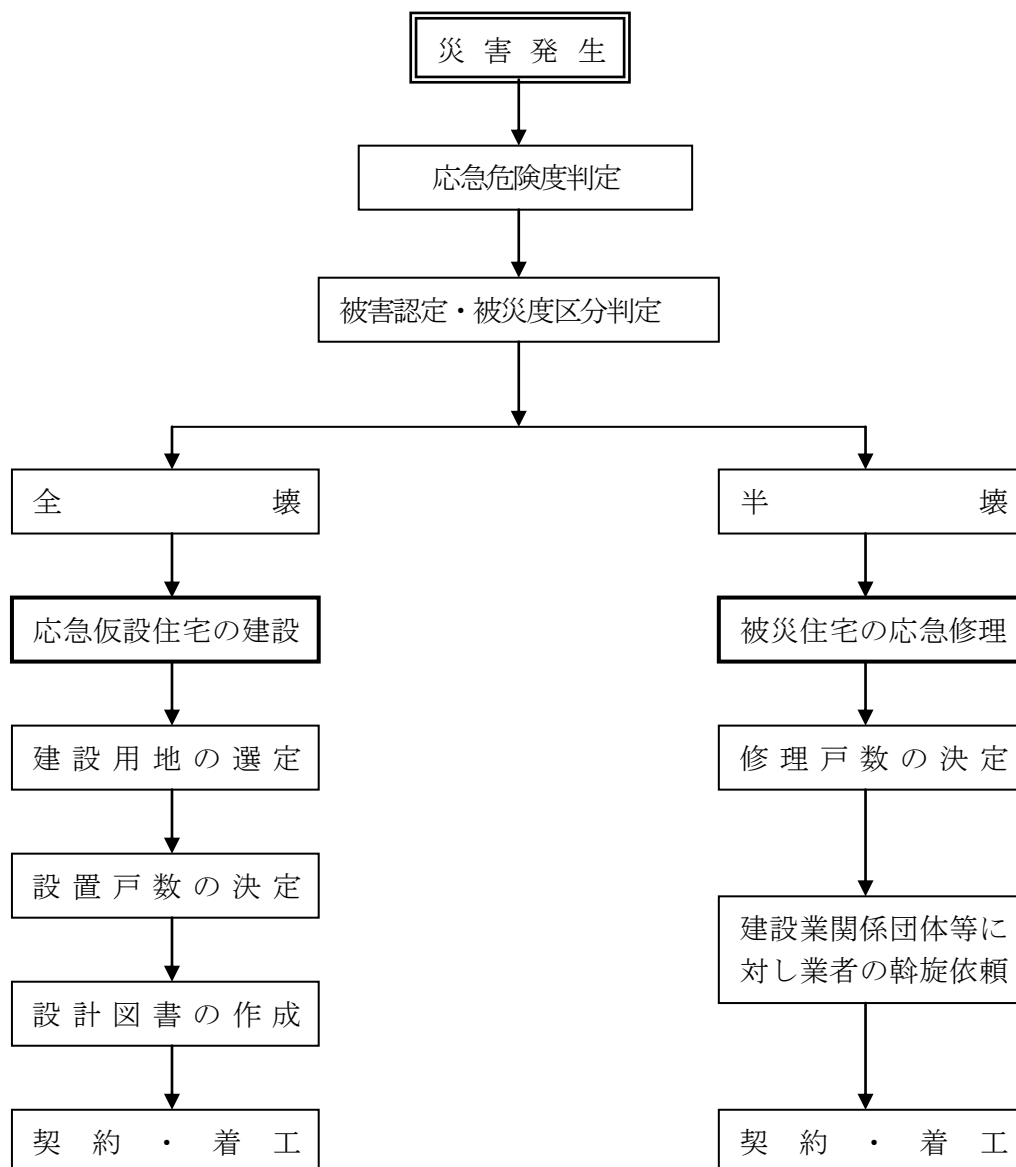 災害発生
応急危険度判定
被害認定・被災度区分判定
全壊
半壊
応急仮設住宅の建設
被災住宅の応急修理
建設用地の選定
修理戸数の決定
設置戸数の決定
建設業関係団体等に
対し業者の斡旋依頼
設計図書の作成
契約・着工
契約・着工